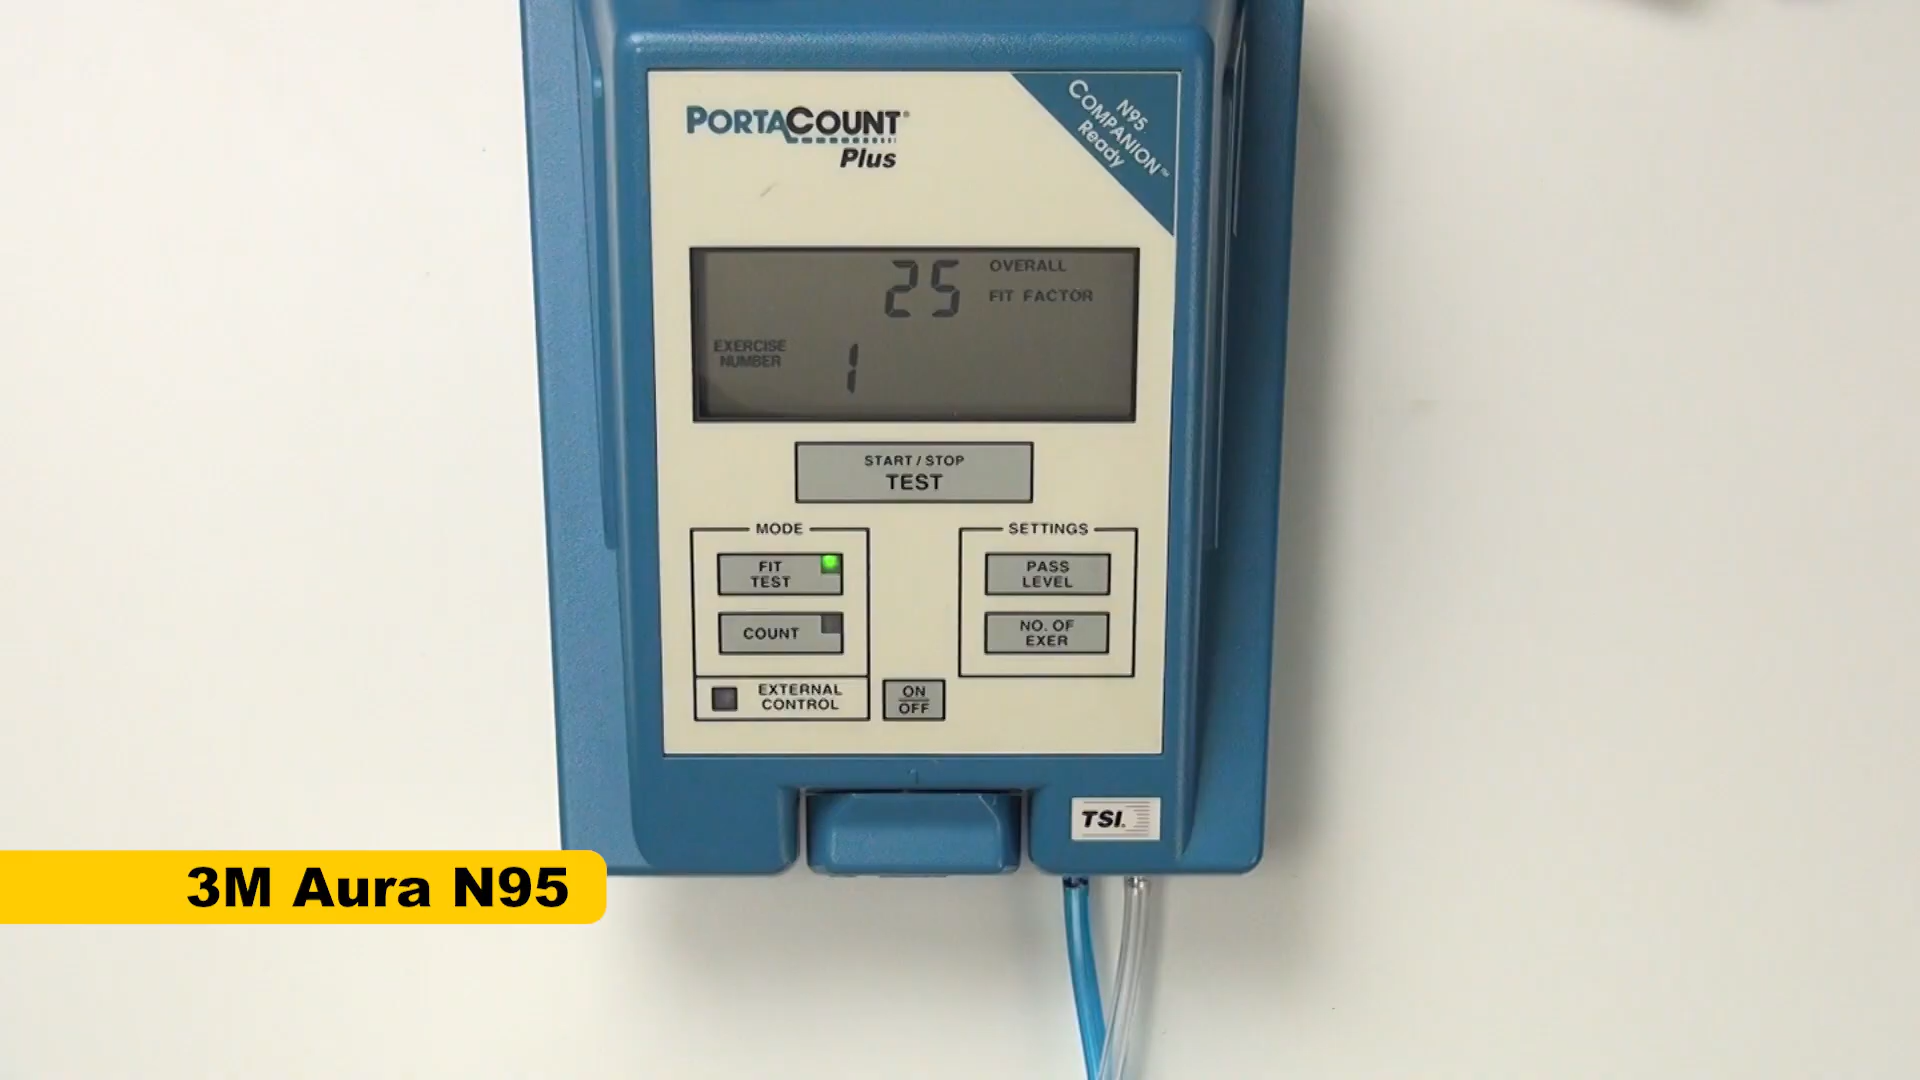 PORTACOUNT®
Plus
N95
COMPANION™
Ready
25 OVERALL
FIT FACTOR
EXERCISE
NUMBER 1
START / STOP
TEST
MODE
FIT
TEST
COUNT
EXTERNAL
CONTROL
ON
OFF
SETTINGS
PASS
LEVEL
NO. OF
EXER
TSI
3M Aura N95